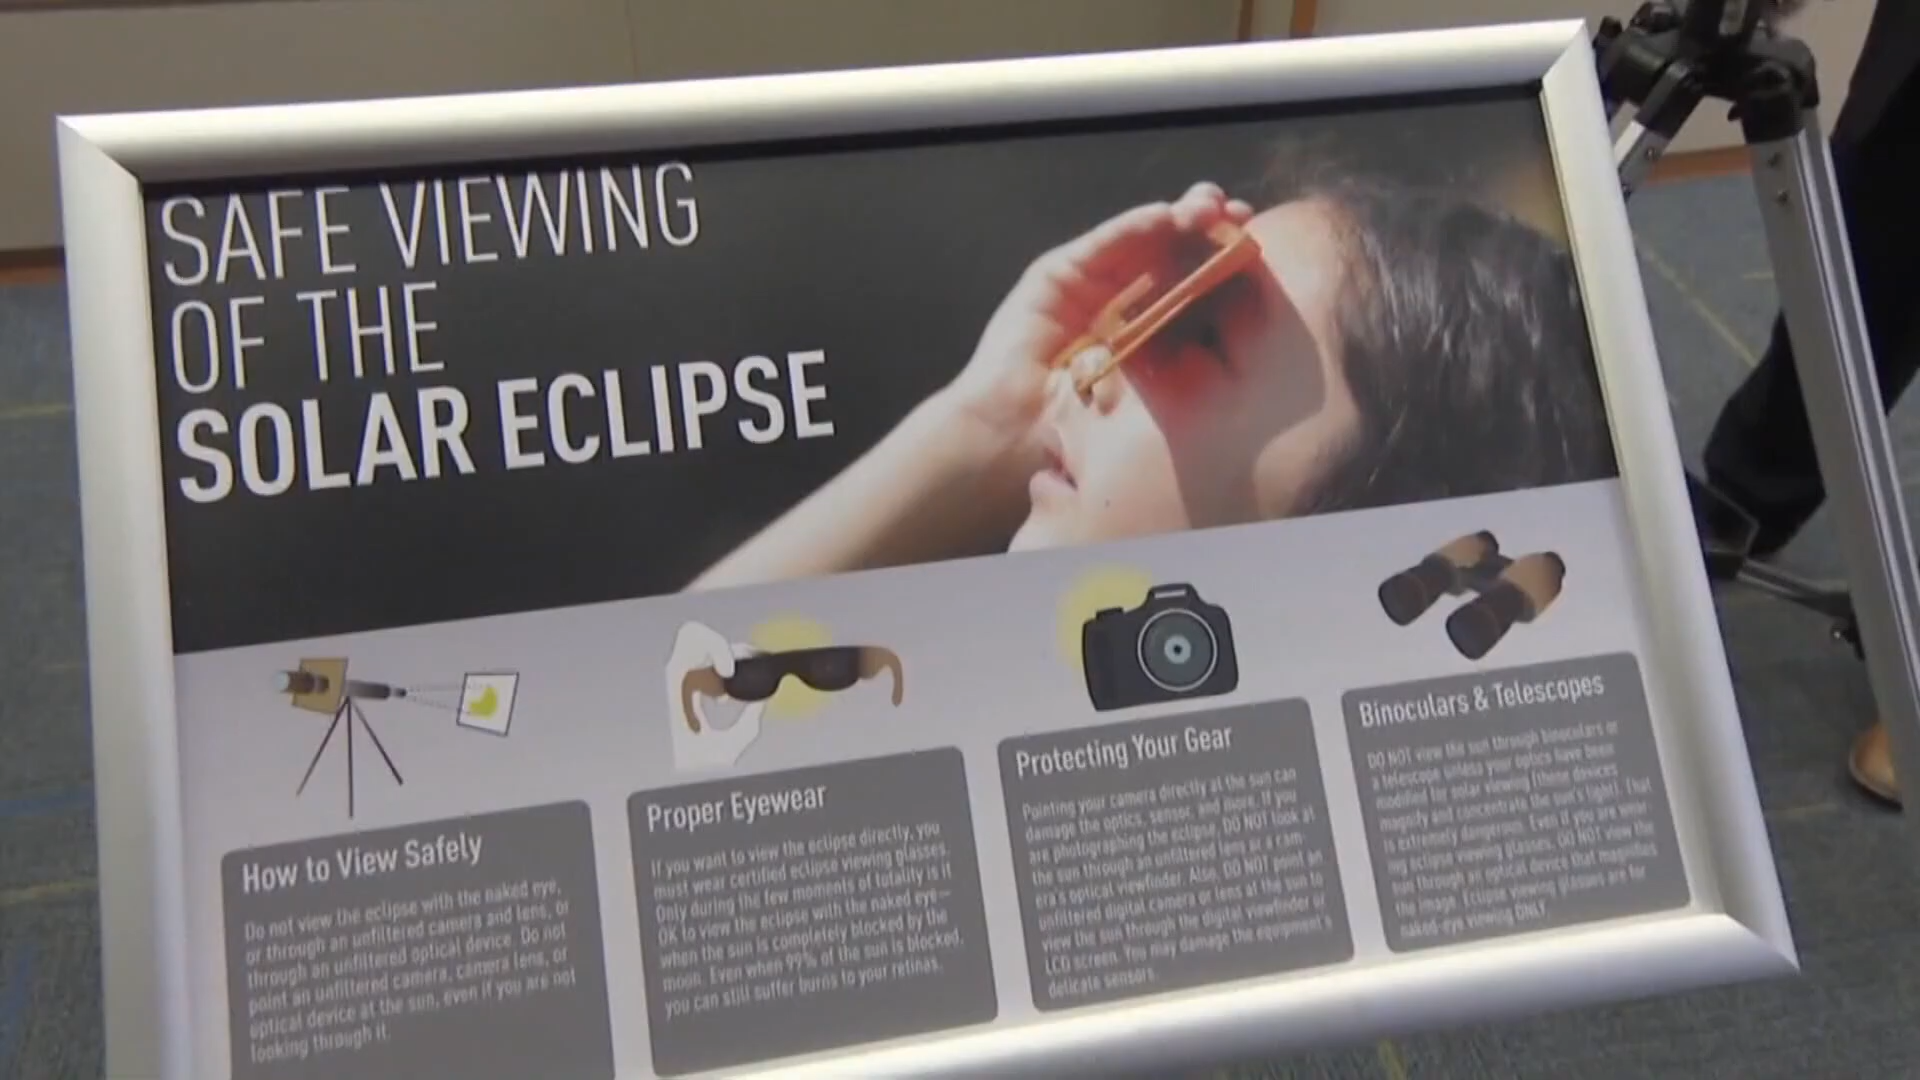 SAFE VIEWING
OF THE
SOLAR ECLIPSE
How to View Safely
Do not view the eclipse with the naked eye,
or through an unfiltered camera and lens, or
through an unfiltered optical device. Do not
point an unfiltered camera, camera lens, or
optical device at the sun, even if you are not
looking through it.
Proper Eyewear
If you want to view the eclipse directly, you
must wear certified eclipse viewing glasses.
Only during the few moments of totality is it
OK to view the eclipse with the naked eye—
when the sun is completely blocked by the
moon. Even when 99% of the sun is blocked,
you can still suffer burns to your retinas.
Protecting Your Gear
Pointing your camera directly at the sun can
damage the optics, sensor, and more. If you
are photographing the eclipse, DO NOT look at
the sun through an unfiltered lens or a cam-
era's optical viewfinder. Also, DO NOT point an
unfiltered digital camera or lens at the sun to
view the sun through the digital viewfinder or
LCD screen. You may damage the equipment's
delicate sensors.
Binoculars & Telescopes
DO NOT view the sun through binoculars or
a telescope unless your optics have been
modified for solar viewing (these devices
magnify and concentrate the sun's light). That
is extremely dangerous. Even if you are wear-
ing eclipse viewing glasses, DO NOT view the
sun through an optical device that magnifies
the image. Eclipse viewing glasses are for
naked-eye viewing ONLY.